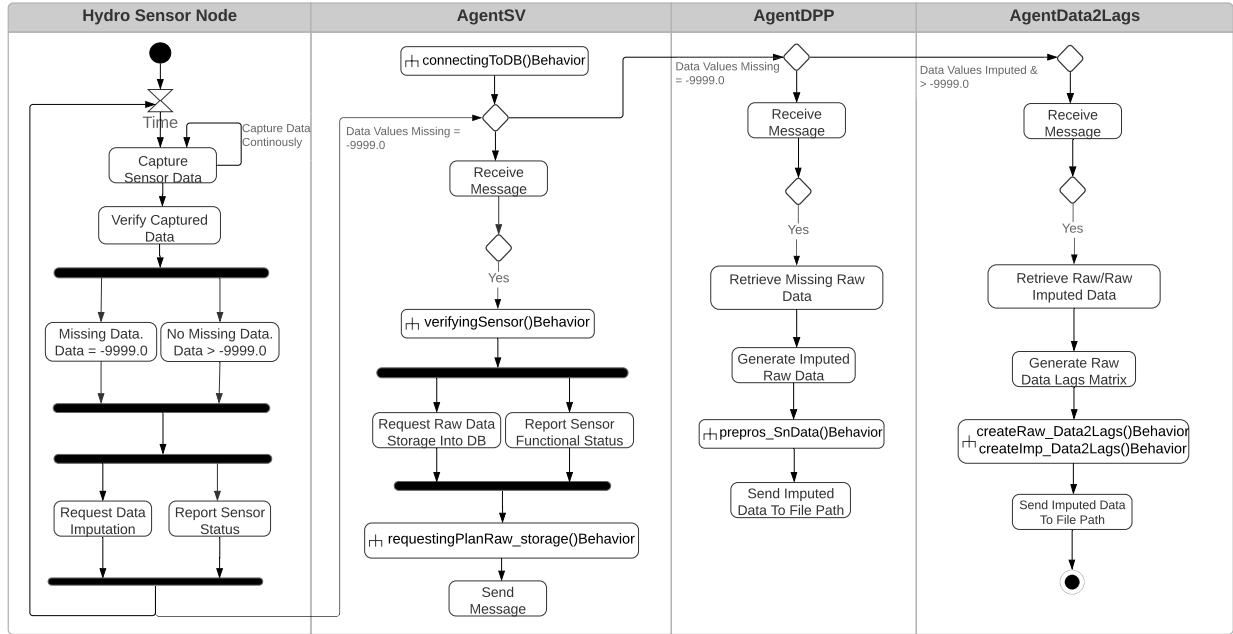 Hydro Sensor Node
Time
Capture Data
Continously
Capture
Sensor Data
Verify Captured
Data
Missing Data.
Data = -9999.0
No Missing Data.
Data > -9999.0
Request Data
Imputation
Report Sensor
Status
AgentSV
connectingToDB()Behavior
Data Values Missing =
-9999.0
Receive
Message
Yes
verifyingSensor()Behavior
Request Raw Data
Storage Into DB
Report Sensor
Functional Status
requestingPlanRaw_storage()Behavior
Send
Message
AgentDPP
Data Values Missing
= -9999.0
Receive
Message
Yes
Retrieve Missing Raw
Data
Generate Imputed
Raw Data
prepros_SnData()Behavior
Send Imputed
Data To File Path
AgentData2Lags
Data Values Imputed &
> -9999.0
Receive
Message
Yes
Retrieve Raw/Raw
Imputed Data
Generate Raw
Data Lags Matrix
createRaw_Data2Lags()Behavior
createImp_Data2Lags()Behavior
Send Imputed Data
To File Path